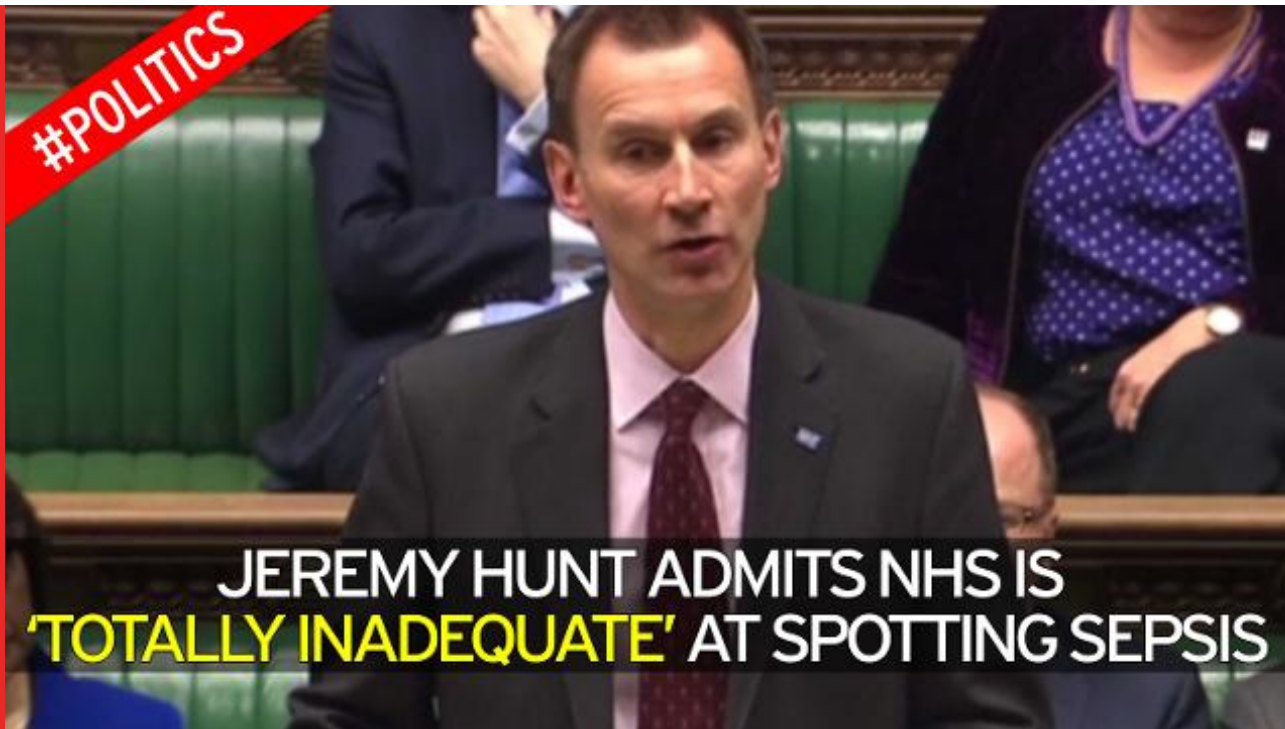 #POLITICS
JEREMY HUNT ADMITS NHS IS
‘TOTALLY INADEQUATE’ AT SPOTTING SEPSIS